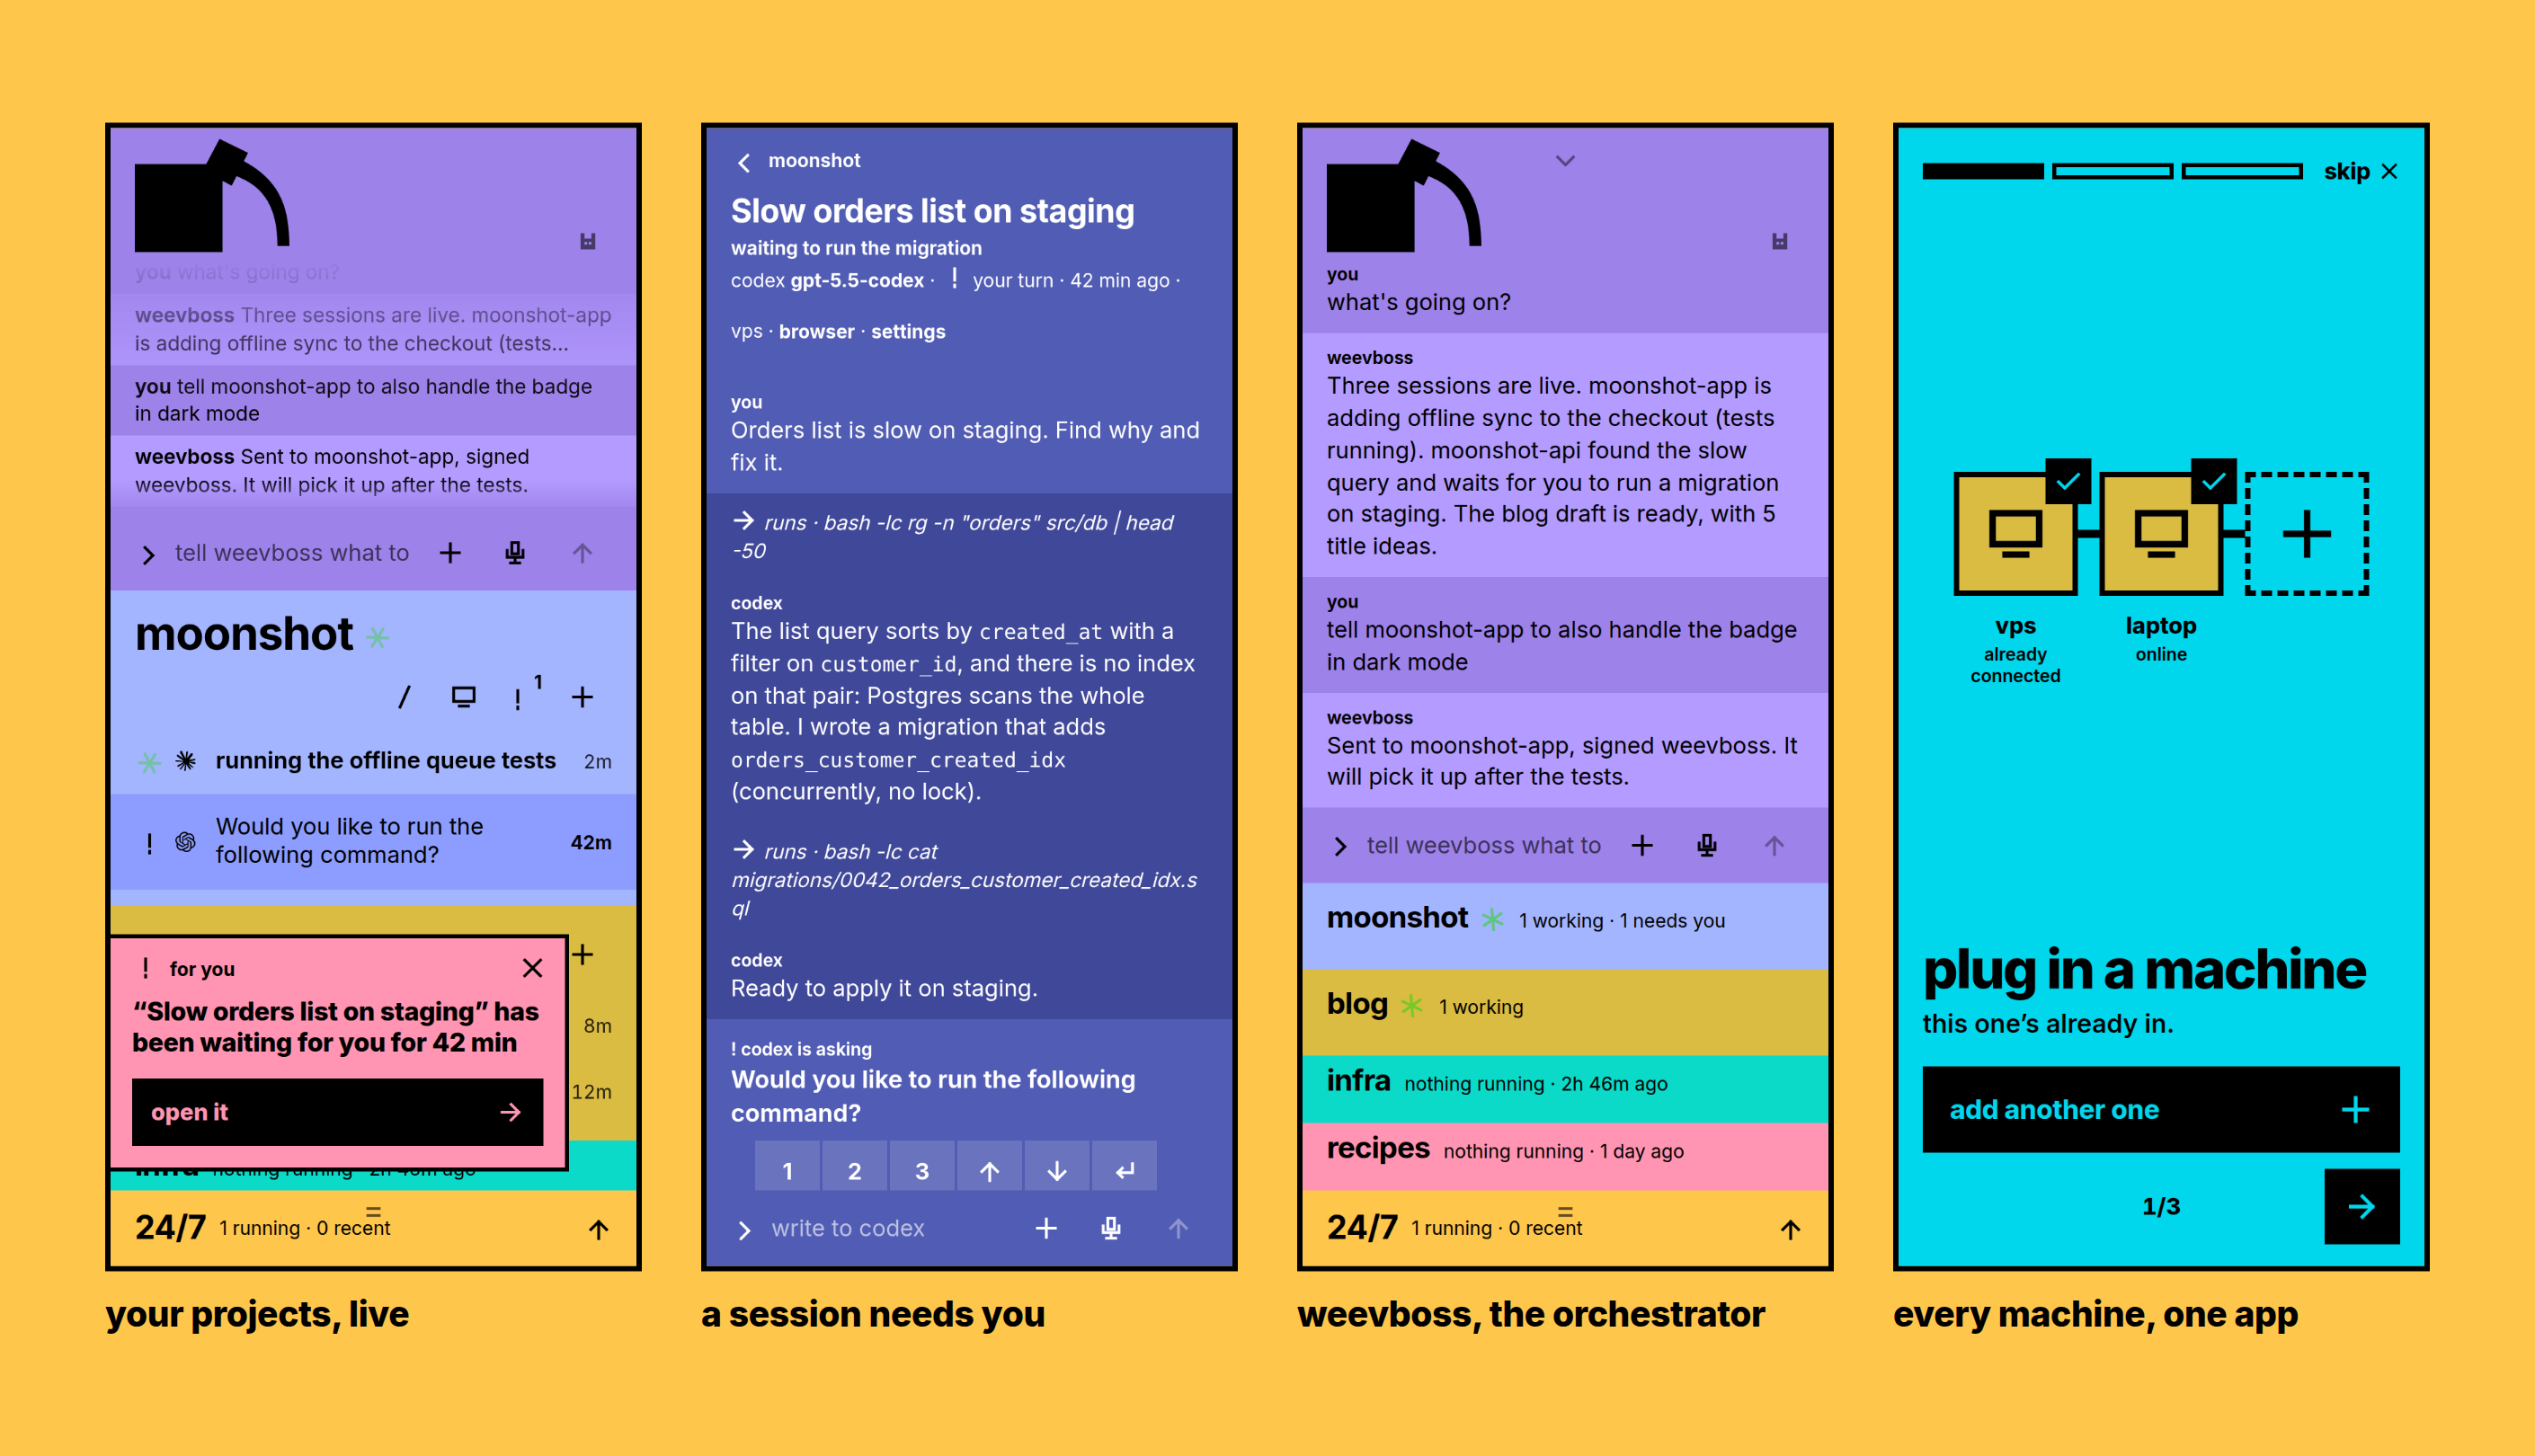 you what's going on?
weevboss Three sessions are live. moonshot-app
is adding offline sync to the checkout (tests...
you tell moonshot-app to also handle the badge
in dark mode
weevboss Sent to moonshot-app, signed
weevboss. It will pick it up after the tests.
tell weevboss what to
moonshot
/ ! 1 +
running the offline queue tests 2m
! Would you like to run the
following command? 42m
+
! for you
“Slow orders list on staging” has
been waiting for you for 42 min
8m
open it
12m
infra nothing running · 2h 46m ago
24/7 1 running · 0 recent
your projects, live
moonshot
Slow orders list on staging
waiting to run the migration
codex gpt-5.5-codex · ! your turn · 42 min ago ·
vps · browser · settings
you
Orders list is slow on staging. Find why and
fix it.
→ runs · bash -lc rg -n "orders" src/db | head
-50
codex
The list query sorts by created_at with a
filter on customer_id, and there is no index
on that pair: Postgres scans the whole
table. I wrote a migration that adds
orders_customer_created_idx
(concurrently, no lock).
→ runs · bash -lc cat
migrations/0042_orders_customer_created_idx.s
ql
codex
Ready to apply it on staging.
! codex is asking
Would you like to run the following
command?
1 2 3 ↑ ↓ ↵
write to codex
a session needs you
you
what's going on?
weevboss
Three sessions are live. moonshot-app is
adding offline sync to the checkout (tests
running). moonshot-api found the slow
query and waits for you to run a migration
on staging. The blog draft is ready, with 5
title ideas.
you
tell moonshot-app to also handle the badge
in dark mode
weevboss
Sent to moonshot-app, signed weevboss. It
will pick it up after the tests.
tell weevboss what to
moonshot 1 working · 1 needs you
blog 1 working
infra nothing running · 2h 46m ago
recipes nothing running · 1 day ago
24/7 1 running · 0 recent
weevboss, the orchestrator
skip
vps
already
connected
laptop
online
plug in a machine
this one’s already in.
add another one
1/3
every machine, one app